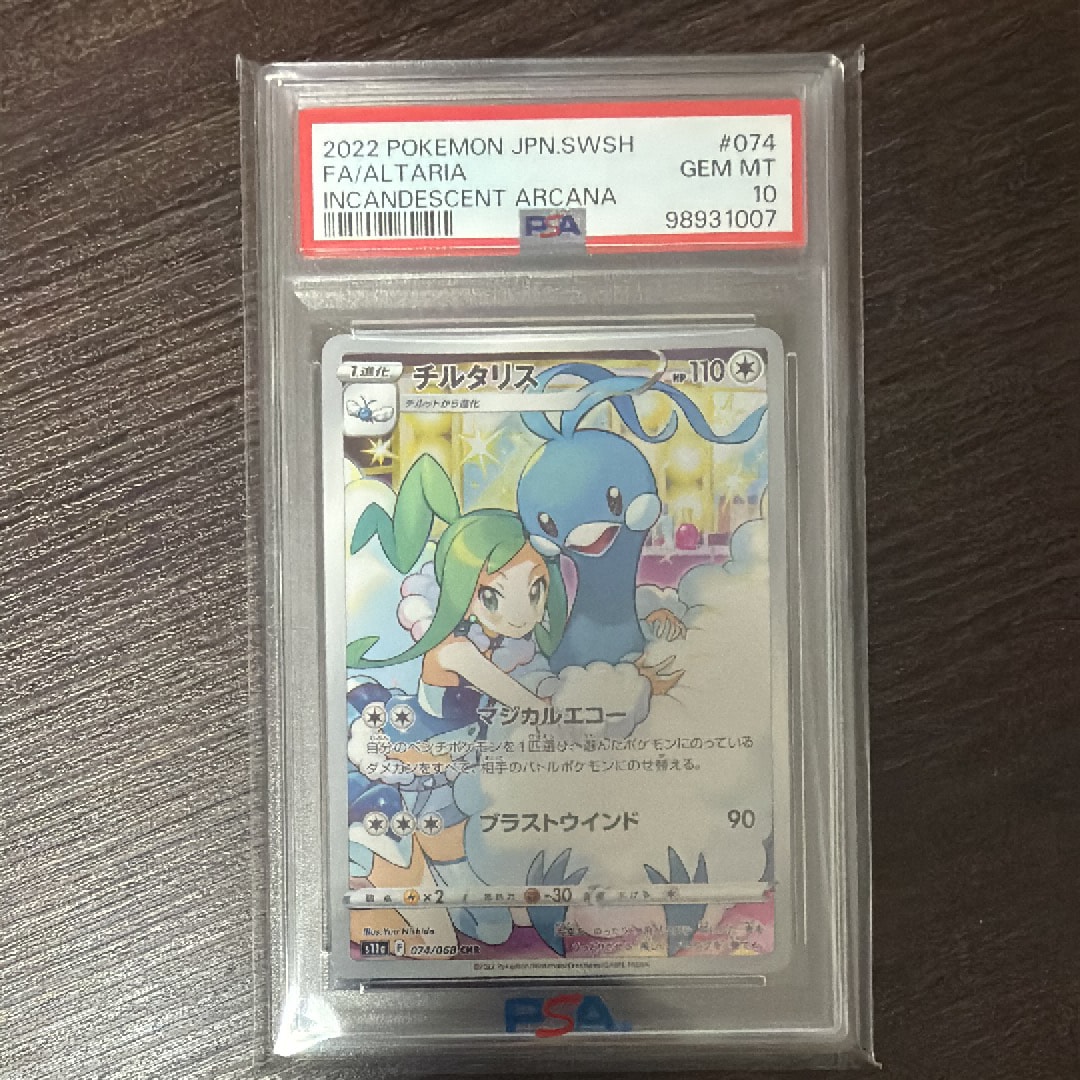 2022 POKEMON JPN.SWSH #074
FA/ALTARIA GEM MT
INCANDESCENT ARCANA 10
98931007
PSA
1進化 チルタリス HP 110
チルットから進化
マジカルエコー
自分のベンチポケモンを1匹選び、選んだポケモンにのっている
ダメカンをすべて、相手のバトルポケモンにのせ替える。
ブラストウインド 90
×2 -30
Illus. Yuu Nishida
s11a F 074/068 CHR
PSA